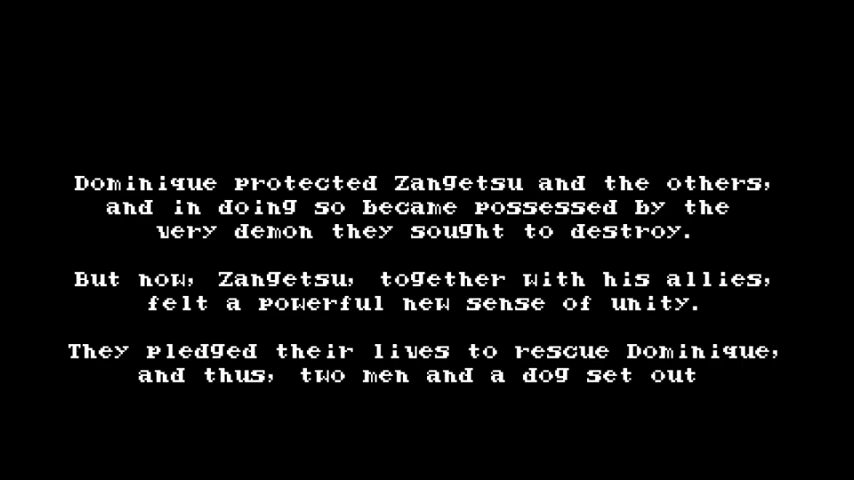 Dominique protected Zangetsu and the others,
and in doing so became possessed by the
very demon they sought to destroy.
But now, Zangetsu, together with his allies,
felt a powerful new sense of unity.
They pledged their lives to rescue Dominique,
and thus, two men and a dog set out